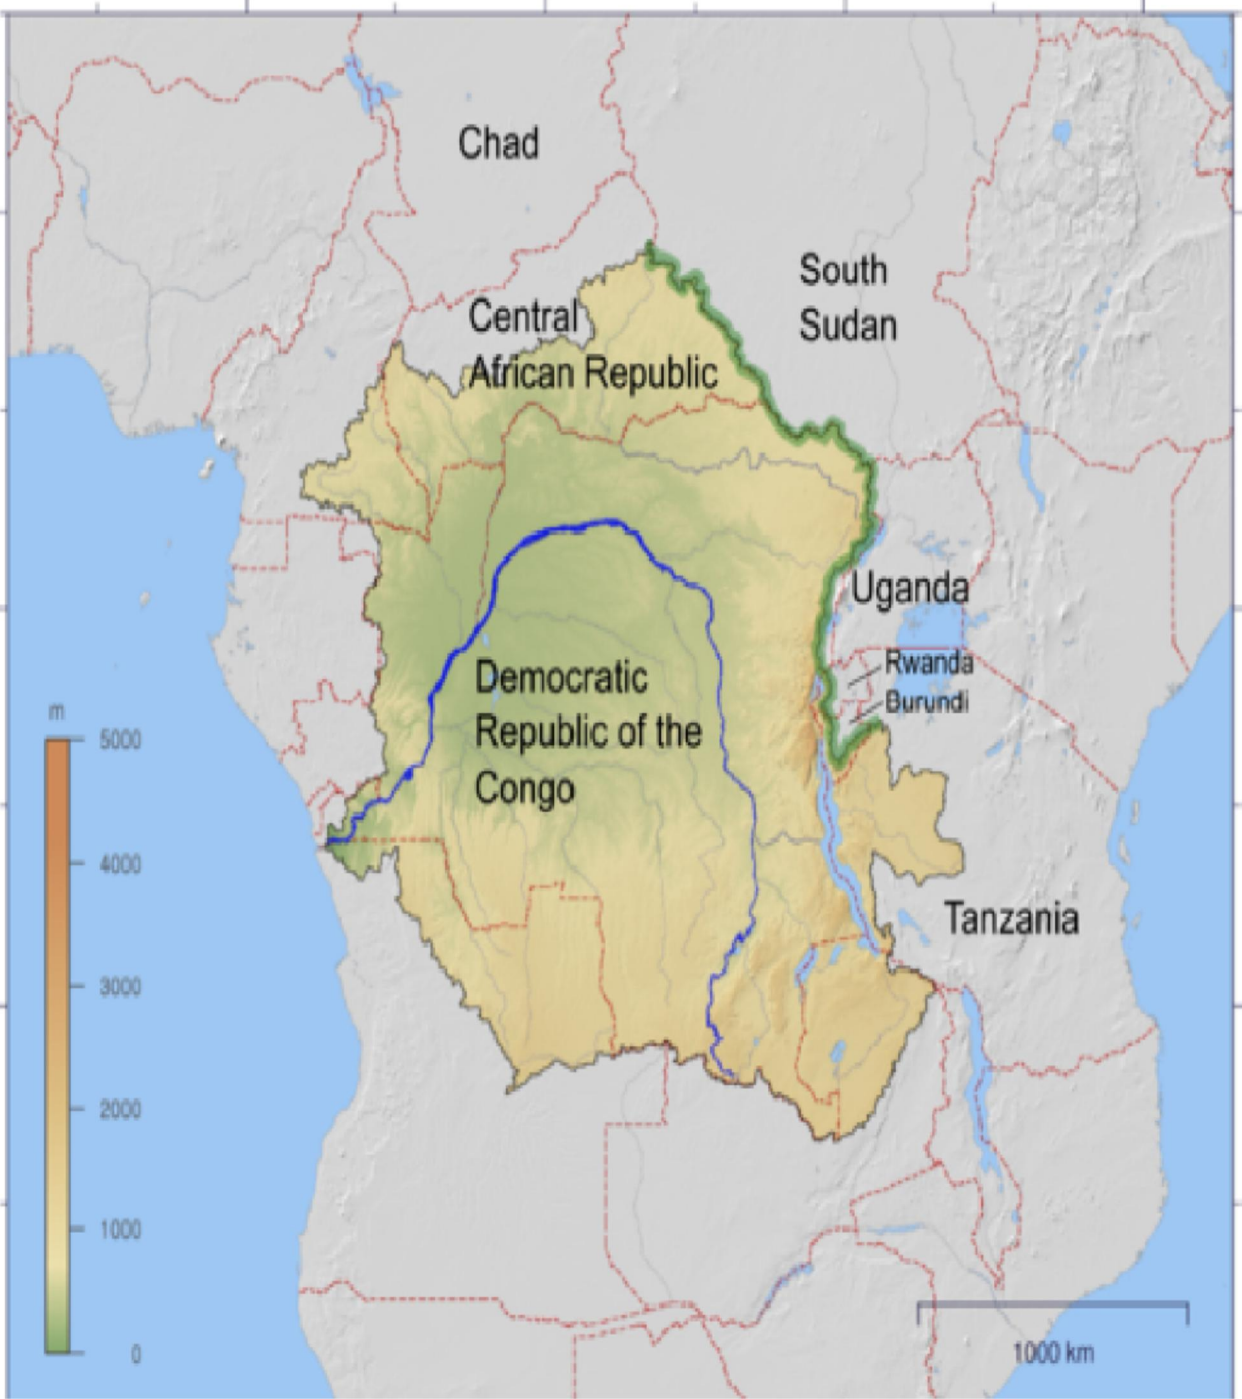 Chad
South
Sudan
Central
African Republic
Uganda
Rwanda
Burundi
Democratic
Republic of the
Congo
Tanzania
m
5000
4000
3000
2000
1000
0
1000 km